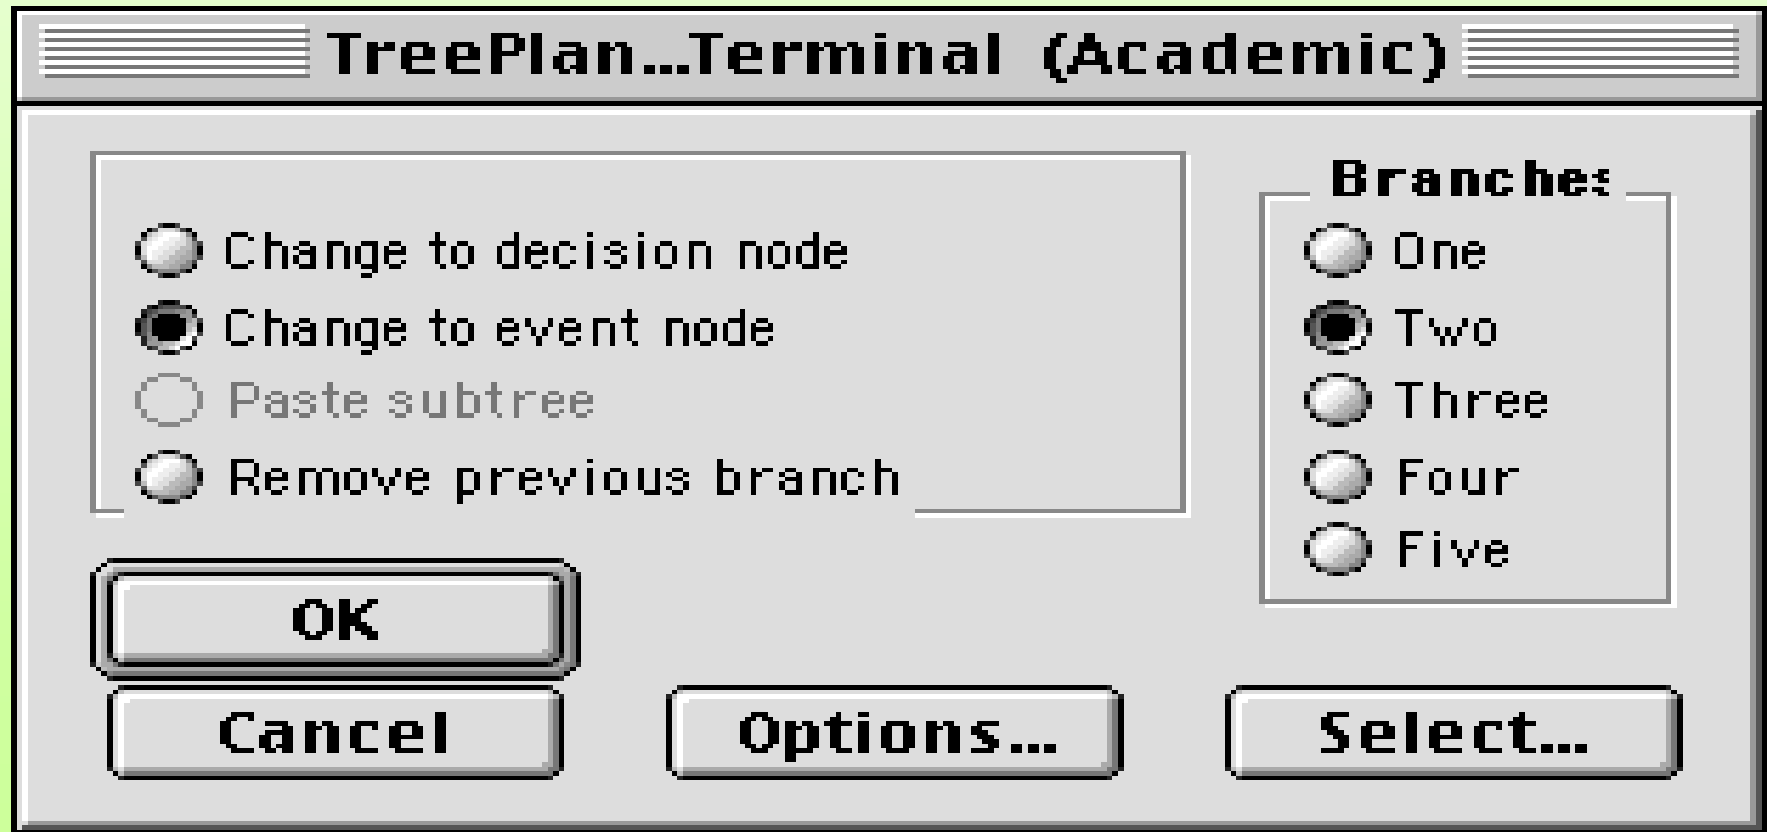 TreePlan...Terminal (Academic)
Change to decision node
Change to event node
Paste subtree
Remove previous branch
Branches
One
Two
Three
Four
Five
OK
Cancel
Options...
Select...